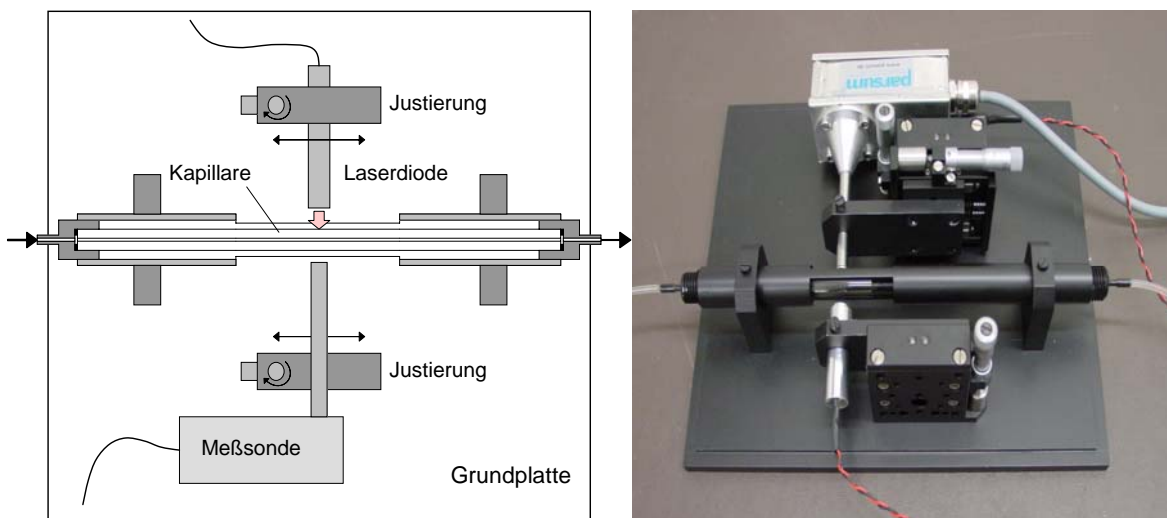 Justierung
Kapillare
Laserdiode
Justierung
Meßsonde
Grundplatte
parsum